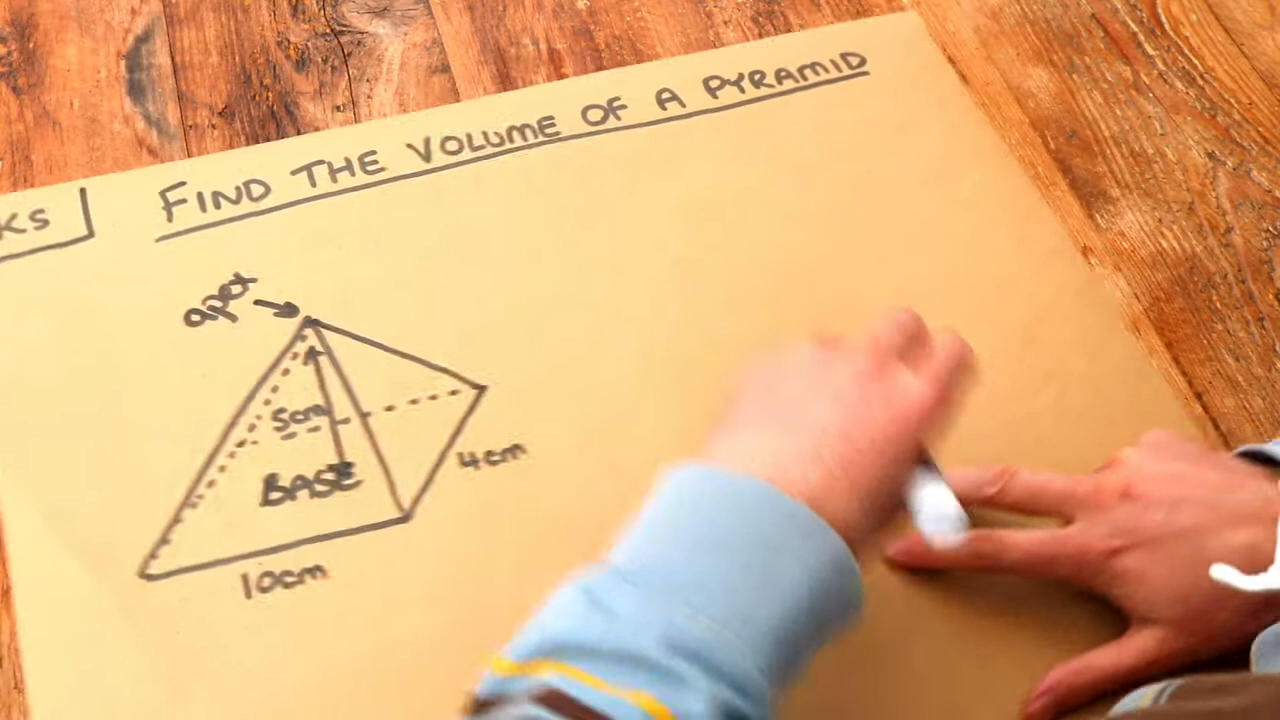 KS
FIND THE VOLUME OF A PYRAMID
apex
5cm
4cm
BASE
10cm